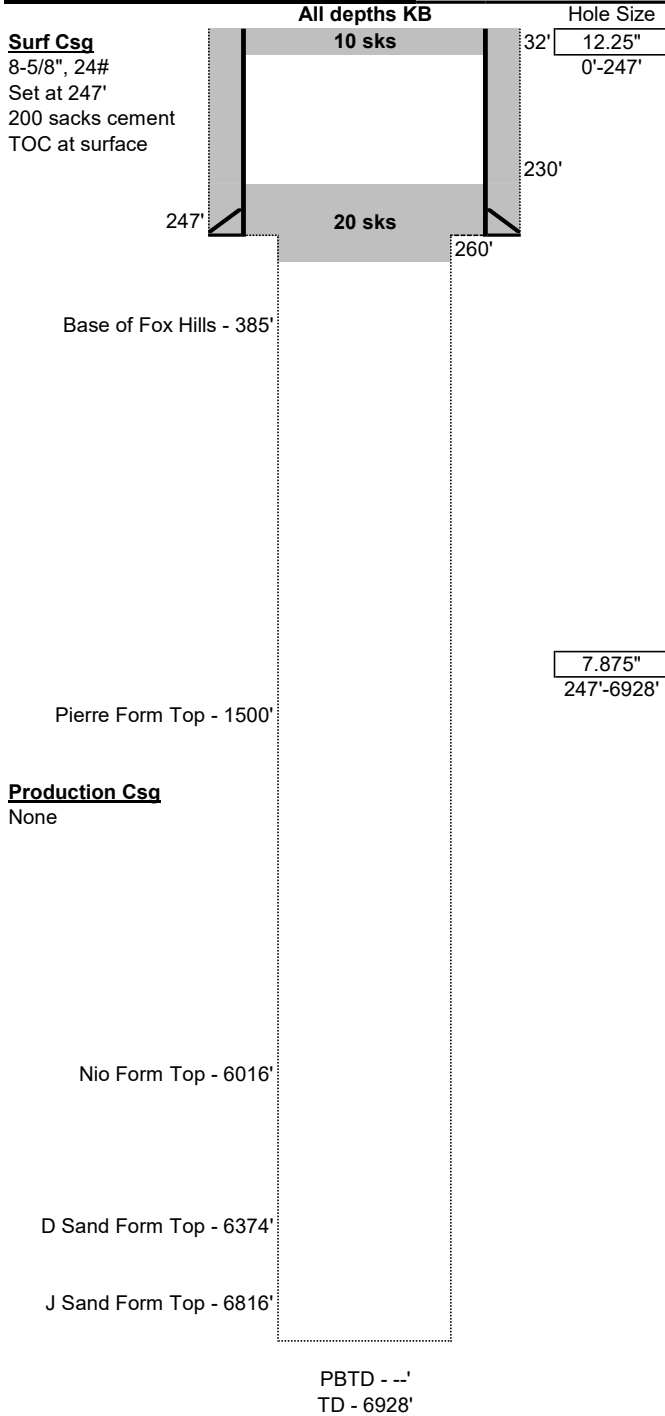 All depths KB
Hole Size
Surf Csg
10 sks
32'
12.25"
8-5/8", 24#
0'-247'
Set at 247'
200 sacks cement
TOC at surface
230'
247'
20 sks
260'
Base of Fox Hills - 385'
7.875"
247'-6928'
Pierre Form Top - 1500'
Production Csg
None
Nio Form Top - 6016'
D Sand Form Top - 6374'
J Sand Form Top - 6816'
PBTD - --'
TD - 6928'